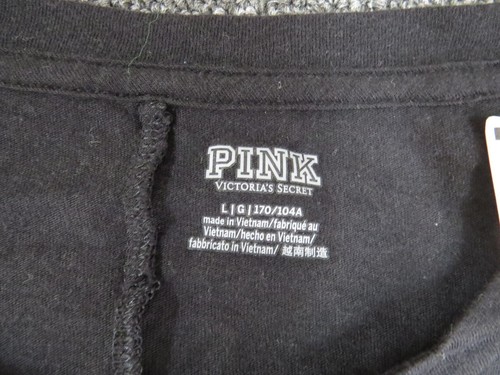 PINK
VICTORIA'S SECRET
L | G | 170/104A
made in Vietnam/fabriqué au
Vietnam/hecho en Vietnam/
fabbricato in Vietnam/ 越南制造